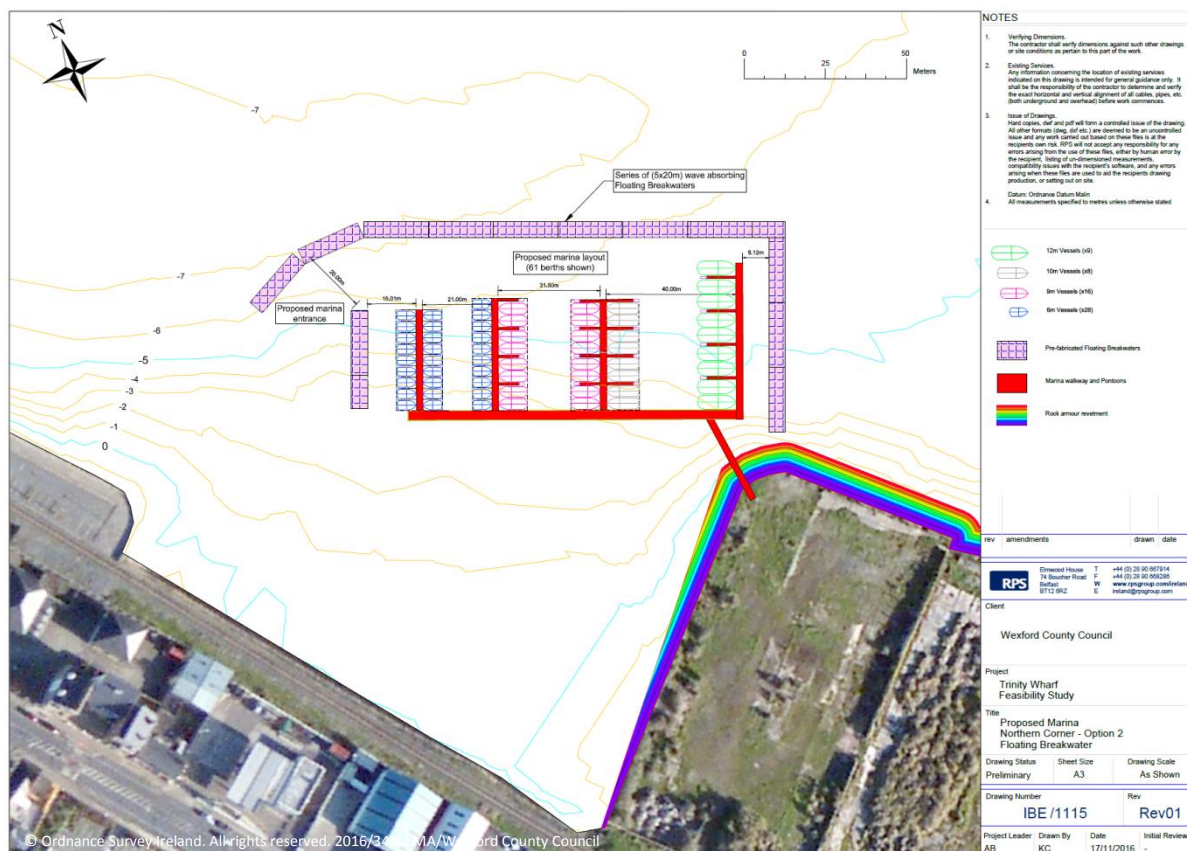 N
0
50
25
Meters
-7
Series of (5x20m) wave absorbing
Floating Breakwaters
Proposed marina layout
(61 berths shown)
8.12m
20.00m
31.50m
40.00m
16.01m
21.00m
Proposed marina
entrance
-7
-6
-5
-4
-3
-2
-1
0
© Ordnance Survey Ireland. All rights reserved. 2016/34 MA/W rd County Council
NOTES
1. Verifying Dimensions.
The contractor shall verify dimensions against such other drawings
or site conditions as pertain to this part of the work.
2. Existing Services.
Any information concerning the location of existing services
indicated on this drawing is intended for general guidance only. It
shall be the responsibility of the contractor to determine and verify
the exact horizontal and vertical alignment of all cables, pipes, etc.
(both underground and overhead) before work commences.
3. Issue of Drawings.
Hard copies, dwf and pdf will form a controlled issue of the drawing.
All other formats (dwg, dxf etc.) are deemed to be an uncontrolled
issue and any work carried out based on these files is at the
recipients own risk. RPS will not accept any responsibility for any
errors arising from the use of these files, either by human error by
the recipient, listing of un-dimensioned measurements,
compatibility issues with the recipient's software, and any errors
arising when these files are used to aid the recipients drawing
production, or setting out on site.
Datum: Ordnance Datum Malin
4. All measurements specified to metres unless otherwise stated
12m Vessels (x9)
10m Vessels (x8)
9m Vessels (x16)
6m Vessels (x28)
Pre-fabricated Floating Breakwaters
Marina walkway and Pontoons
Rock armour revetment
rev amendments drawn date
RPS
Elmwood House T +44 (0) 28 90 667914
74 Boucher Road F +44 (0) 28 90 668286
Belfast W www.rpsgroup.com/ireland
BT12 6RZ E ireland@rpsgroup.com
Client
Wexford County Council
Project
Trinity Wharf
Feasibility Study
Title
Proposed Marina
Northern Corner - Option 2
Floating Breakwater
Drawing Status Sheet Size Drawing Scale
Preliminary A3 As Shown
Drawing Number Rev
IBE /1115 Rev01
Project Leader Drawn By Date Initial Review
AB KC 17/11/2016 -